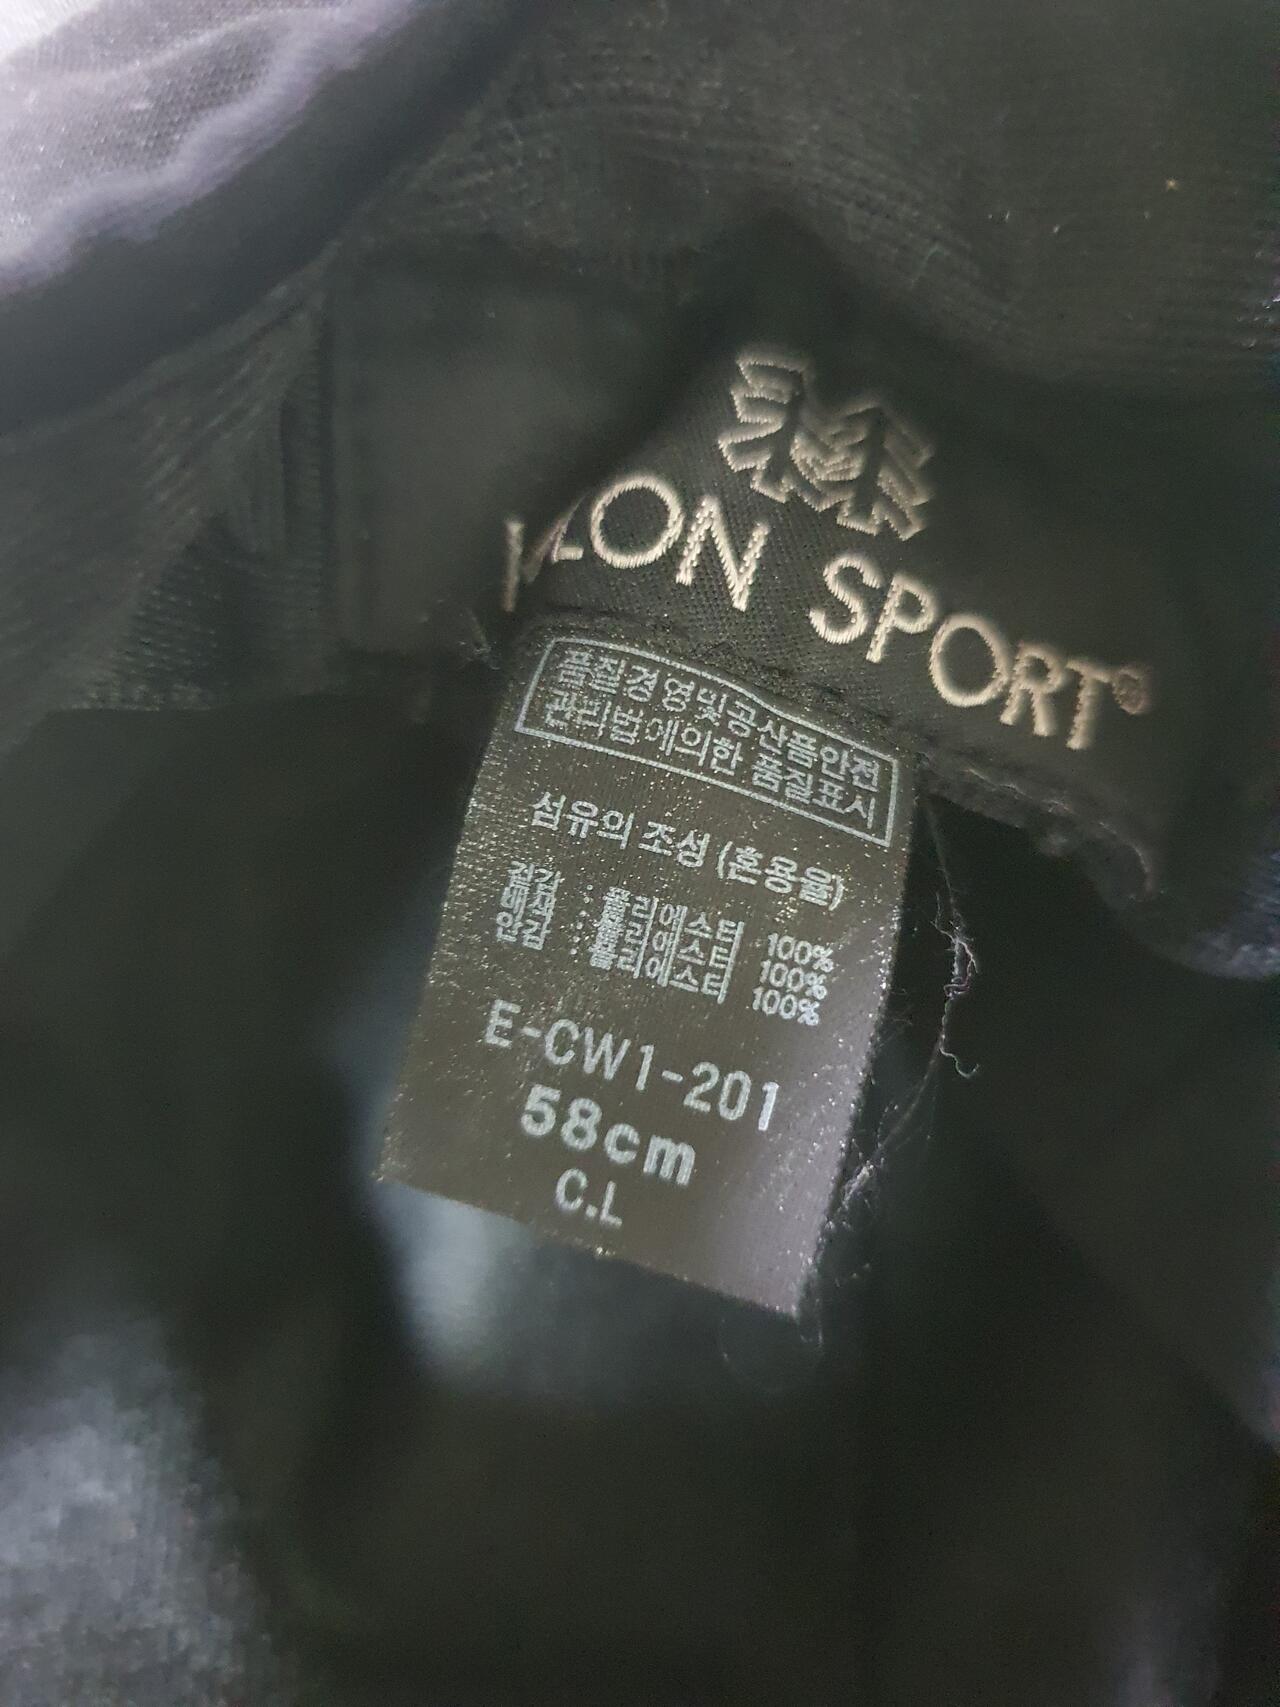 LON SPORT®
품질경영및공산품안전
관리법에의한 품질표시
섬유의 조성 (혼용율)
겉감 : 폴리에스터 100%
배색 : 폴리에스터 100%
안감 : 폴리에스터 100%
E-CW1-201
58cm
C.L